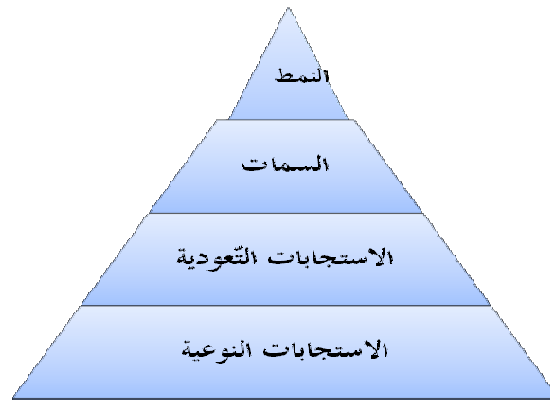 النمط
السمات
الاستجابات التّعودية
الاستجابات النوعية